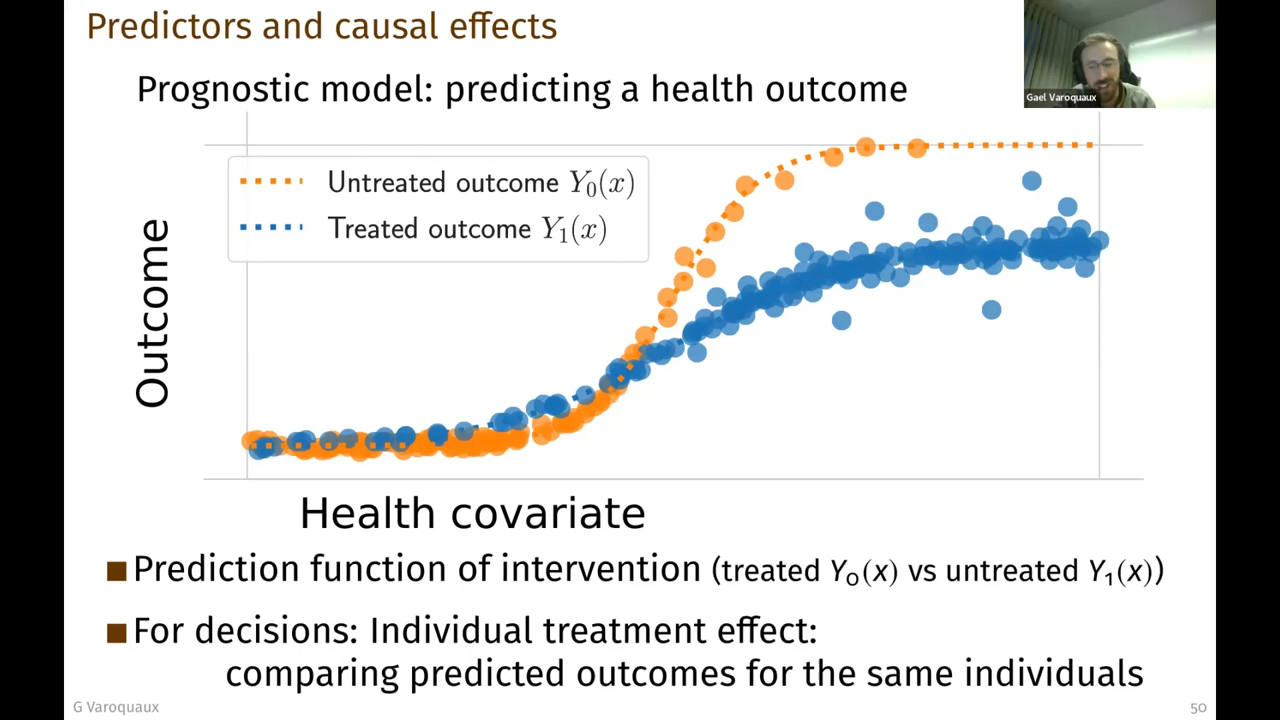 Predictors and causal effects
Prognostic model: predicting a health outcome
Gael Varoquaux
Untreated outcome Y₀(x)
Treated outcome Y₁(x)
Outcome
Health covariate
Prediction function of intervention (treated Y₀(x) vs untreated Y₁(x))
For decisions: Individual treatment effect:
comparing predicted outcomes for the same individuals
G Varoquaux
50